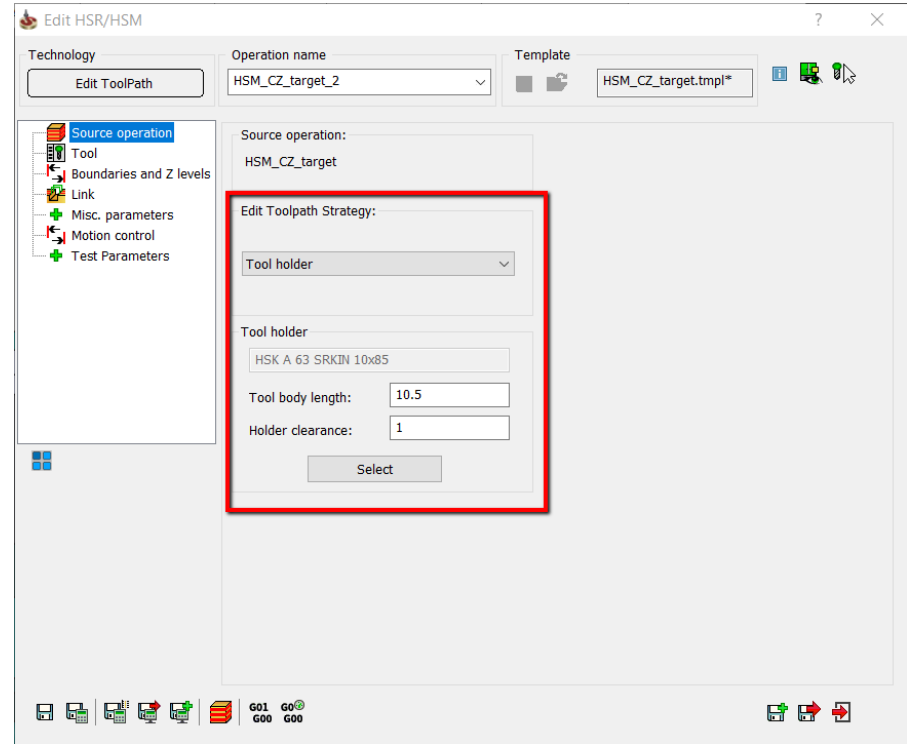 Edit HSR/HSM
?
Technology
Operation name
Template
Edit ToolPath
HSM_CZ_target_2
HSM_CZ_target.tmpl*
Source operation
Tool
Boundaries and Z levels
Link
Misc. parameters
Motion control
Test Parameters
Source operation:
HSM_CZ_target
Edit Toolpath Strategy:
Tool holder
Tool holder
HSK A 63 SRKIN 10x85
Tool body length:
10.5
Holder clearance:
1
Select
G01 G0
G00 G00